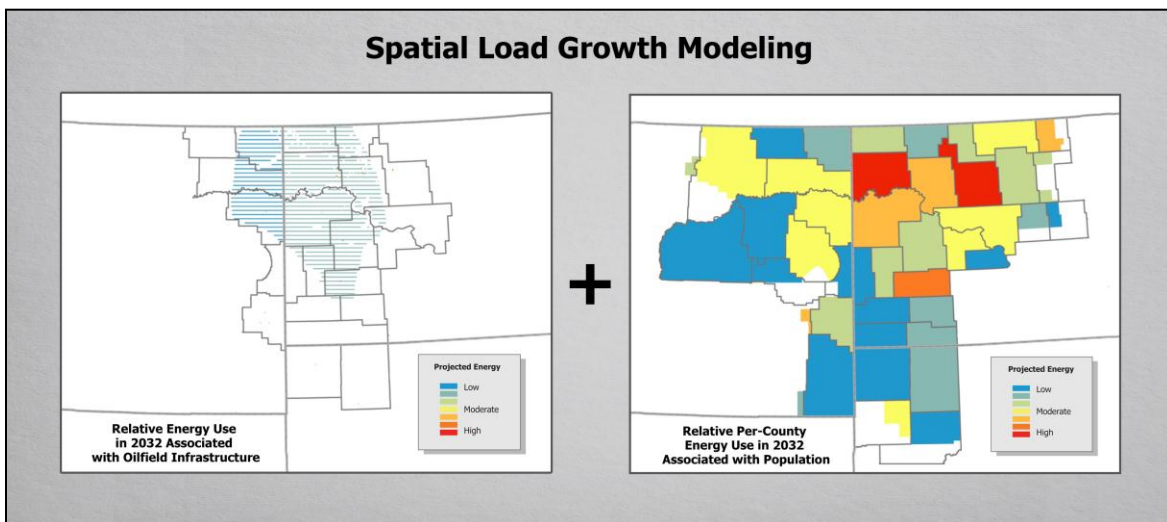 Spatial Load Growth Modeling
Projected Energy
Low
Moderate
High
Relative Energy Use
in 2032 Associated
with Oilfield Infrastructure
+
Projected Energy
Low
Moderate
High
Relative Per-County
Energy Use in 2032
Associated with Population